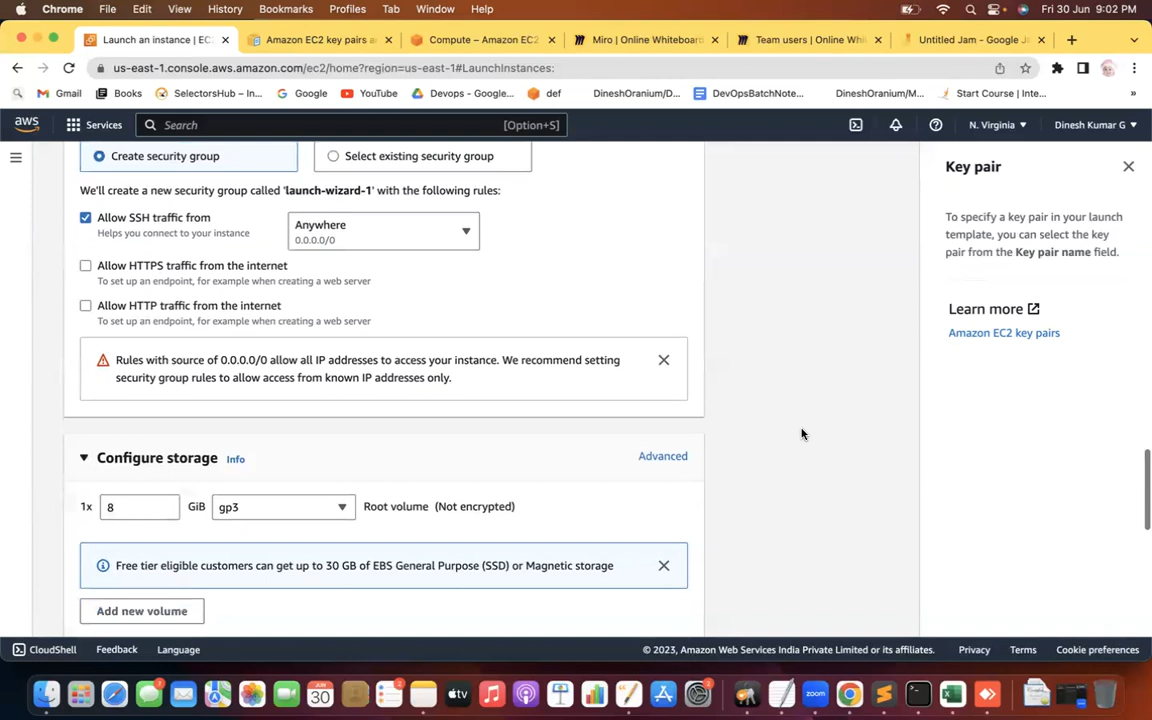 Chrome File Edit View History Bookmarks Profiles Tab Window Help Fri 30 Jun 9:02 PM
Launch an instance | EC Amazon EC2 key pairs a Compute – Amazon EC2 Miro | Online Whiteboard Team users | Online Whi Untitled Jam - Google J
us-east-1.console.aws.amazon.com/ec2/home?region=us-east-1#LaunchInstances:
Gmail Books SelectorsHub – In... Google YouTube Devops - Google... def DineshOranium/D... DevOpsBatchNote... DineshOranium/M... Start Course | Inte... »
aws Services Search [Option+S] N. Virginia Dinesh Kumar G
Create security group Select existing security group
We'll create a new security group called 'launch-wizard-1' with the following rules:
Allow SSH traffic from
Helps you connect to your instance
Anywhere
0.0.0.0/0
Allow HTTPS traffic from the internet
To set up an endpoint, for example when creating a web server
Allow HTTP traffic from the internet
To set up an endpoint, for example when creating a web server
Rules with source of 0.0.0.0/0 allow all IP addresses to access your instance. We recommend setting
security group rules to allow access from known IP addresses only.
Configure storage Info Advanced
1x 8 GiB gp3 Root volume (Not encrypted)
Free tier eligible customers can get up to 30 GB of EBS General Purpose (SSD) or Magnetic storage
Add new volume
Key pair
To specify a key pair in your launch
template, you can select the key
pair from the Key pair name field.
Learn more
Amazon EC2 key pairs
CloudShell Feedback Language © 2023, Amazon Web Services India Private Limited or its affiliates. Privacy Terms Cookie preferences
30
tv
zoom